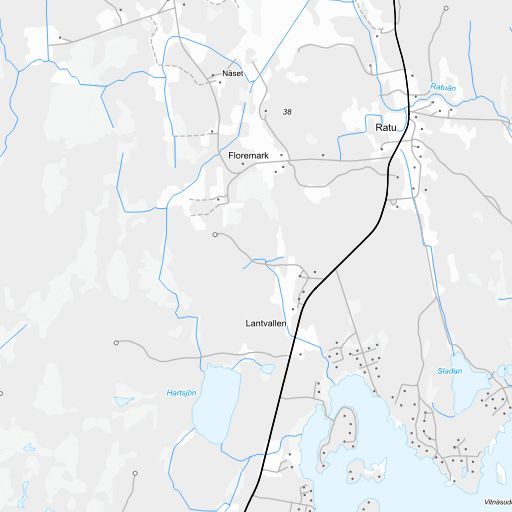 Näset
Ratuån
38
Ratu
Floremark
Lantvallen
Sladan
Hartsjön
Vitnäsudd